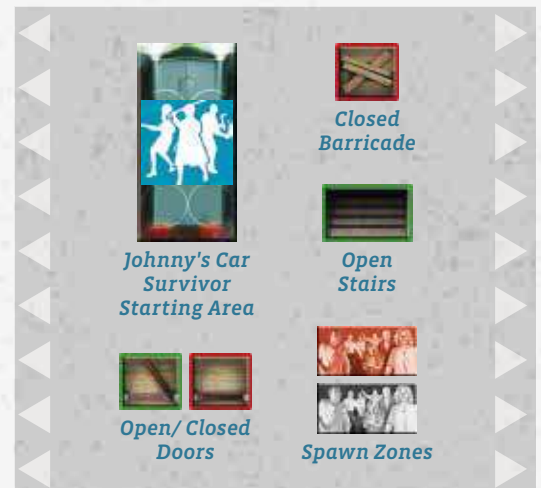 Johnny's Car
Survivor
Starting Area
Open/ Closed
Doors
Closed
Barricade
Open
Stairs
Spawn Zones